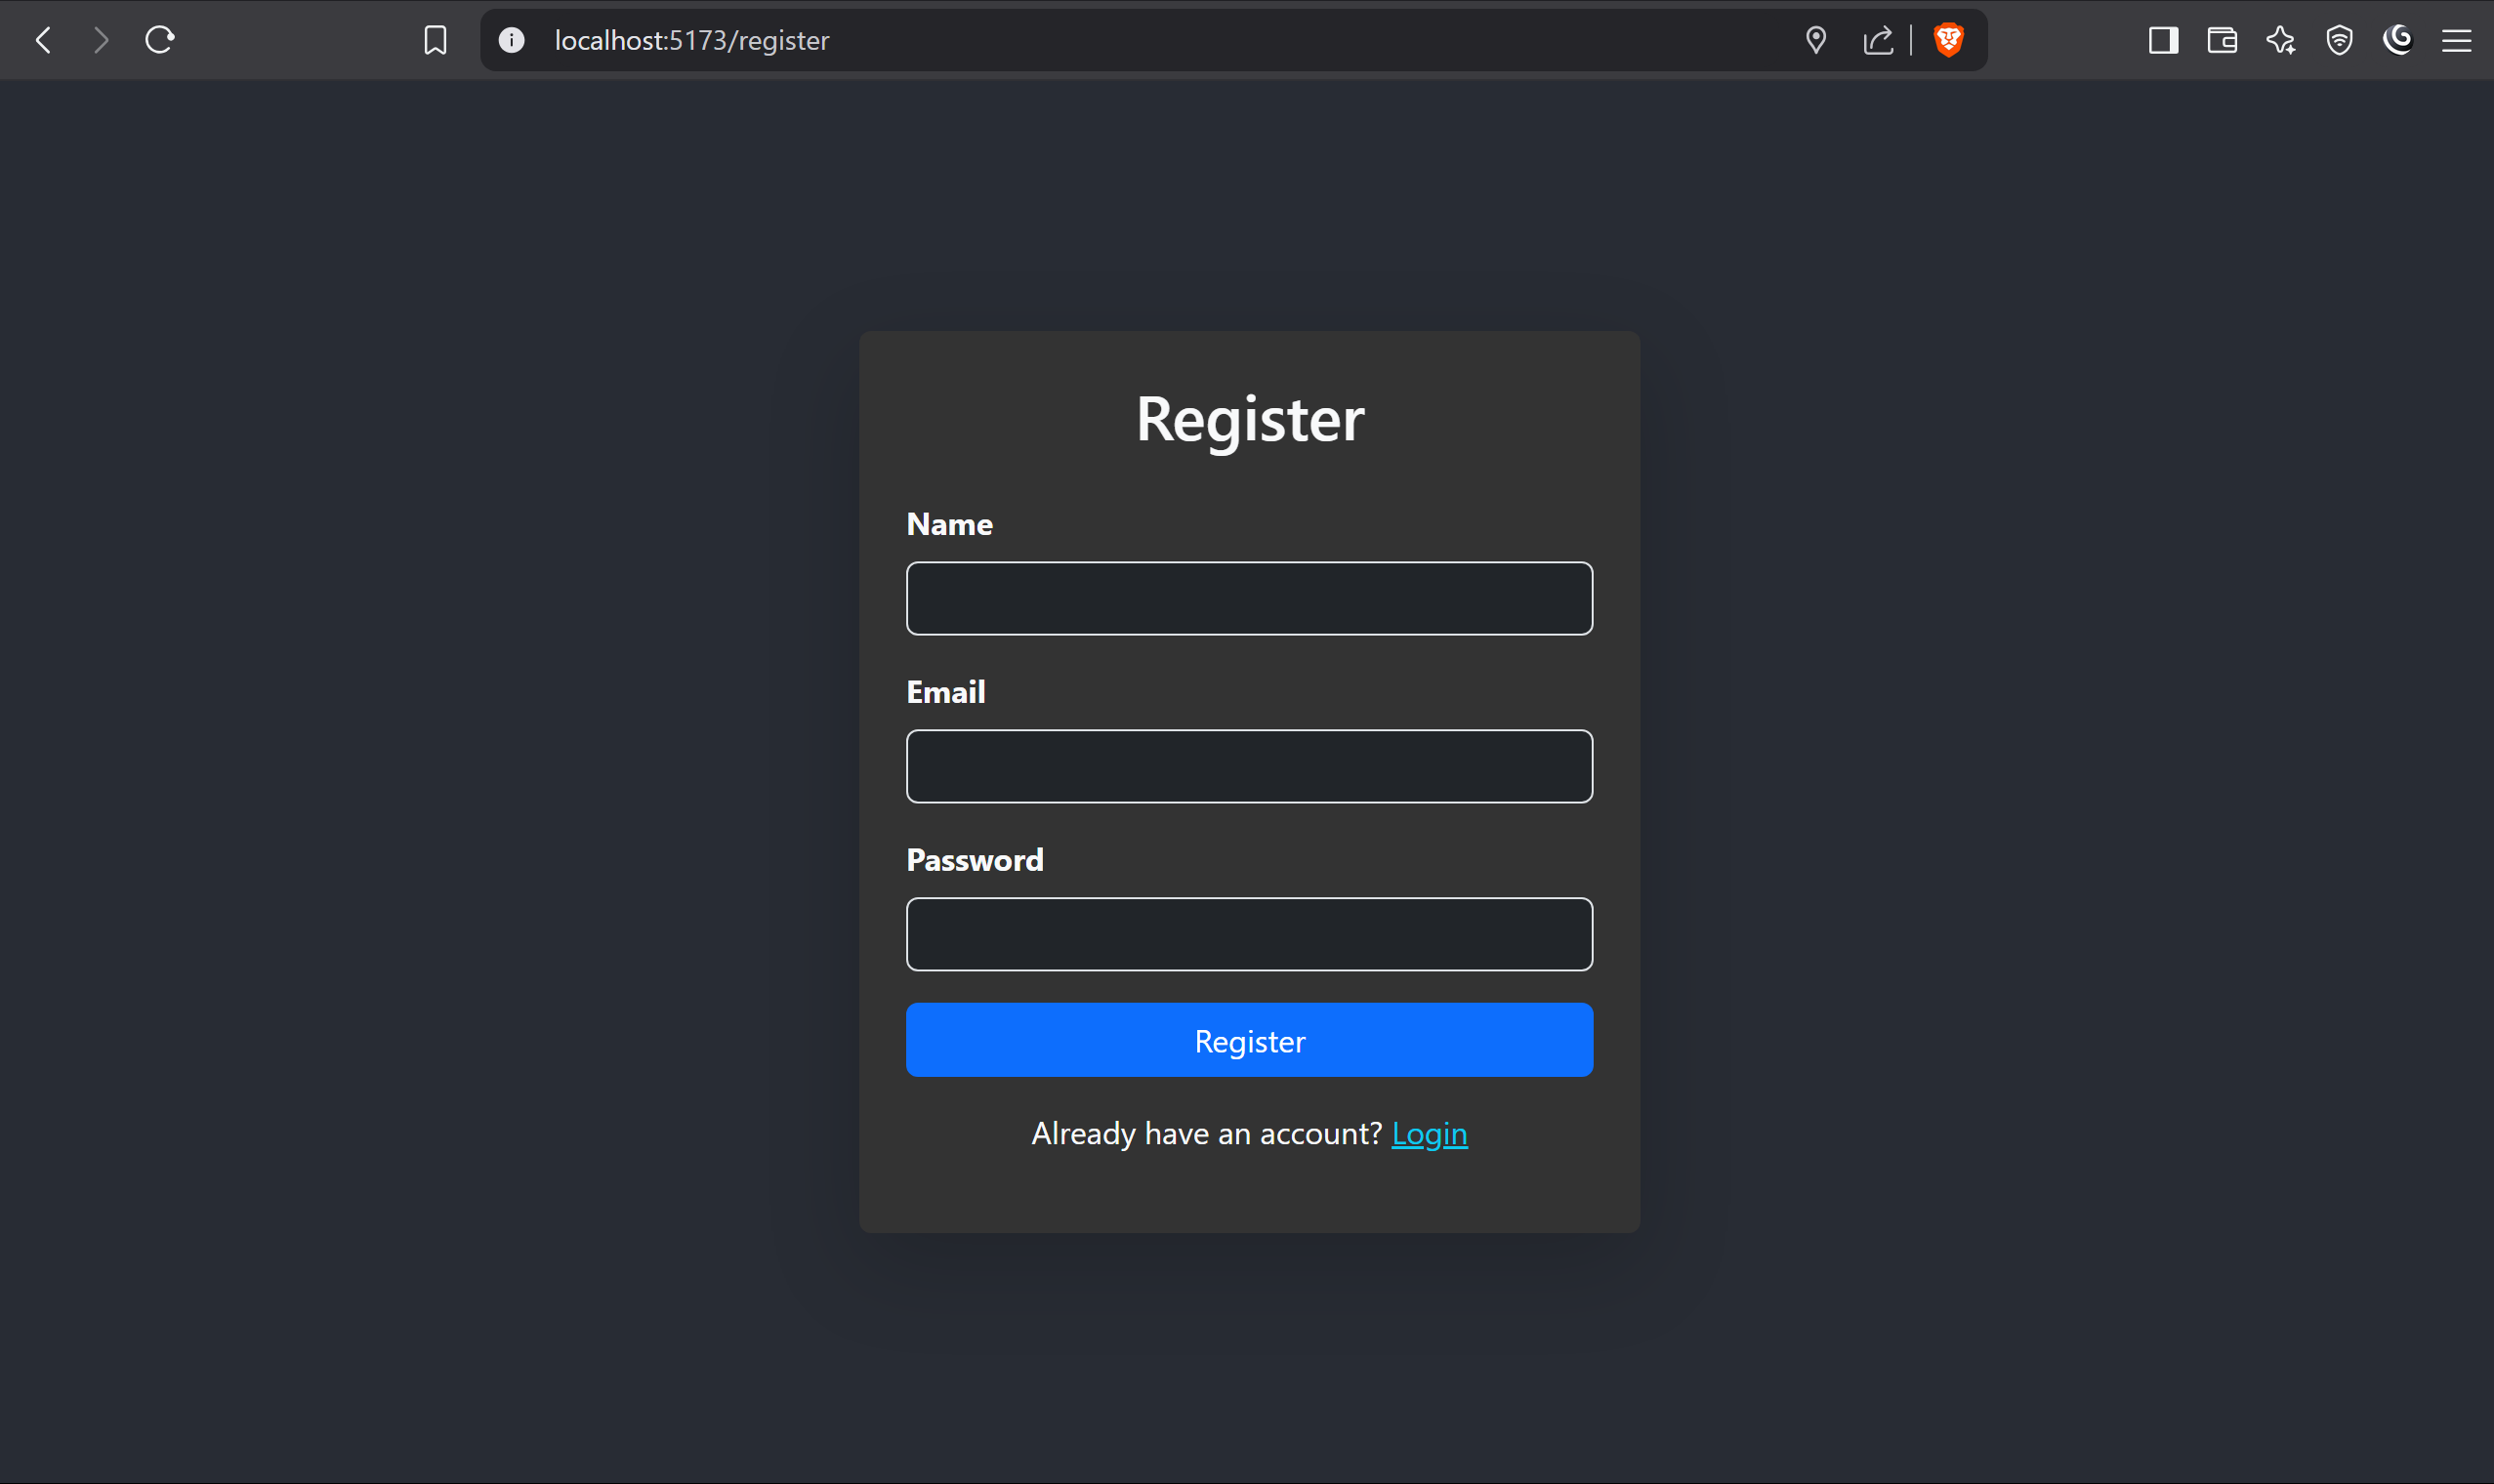 localhost:5173/register
Register
Name
Email
Password
Register
Already have an account? Login